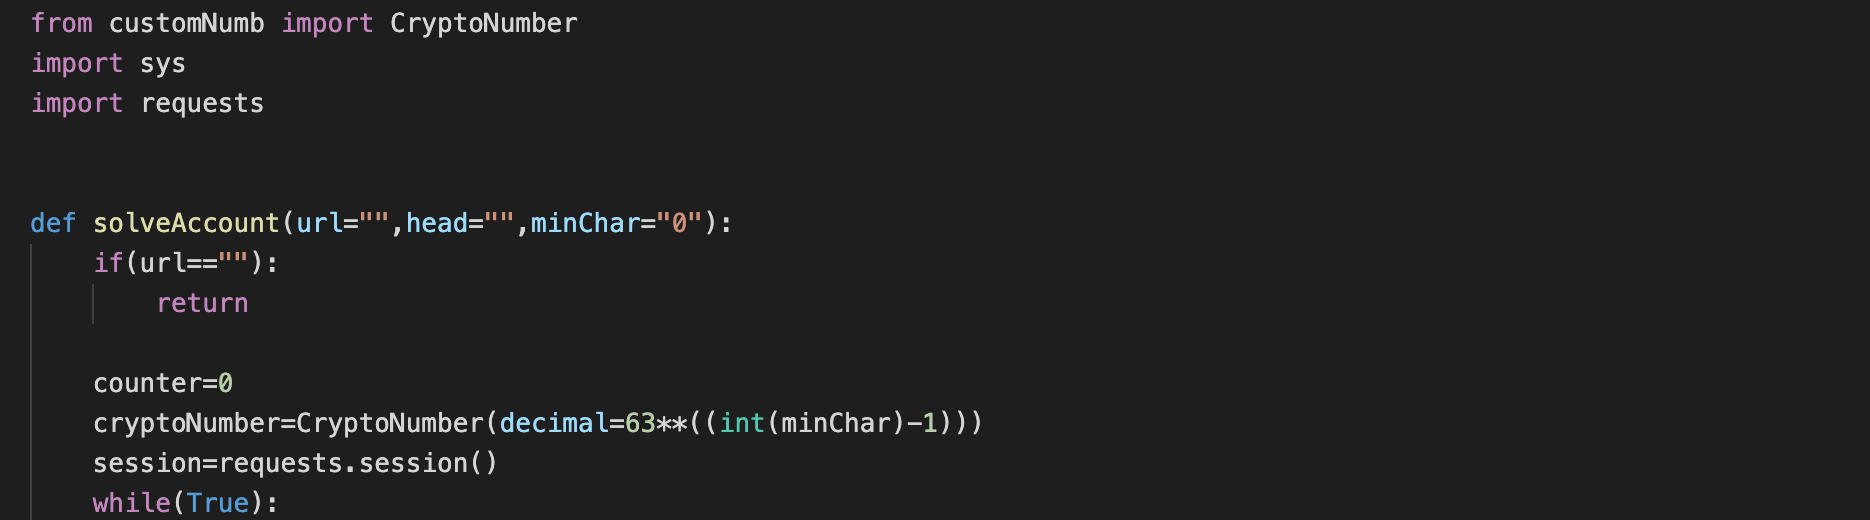 from customNumb import CryptoNumber
import sys
import requests
def solveAccount(url="",head="",minChar="0"):
if(url==""):
return
counter=0
cryptoNumber=CryptoNumber(decimal=63**((int(minChar)-1)))
session=requests.session()
while(True):